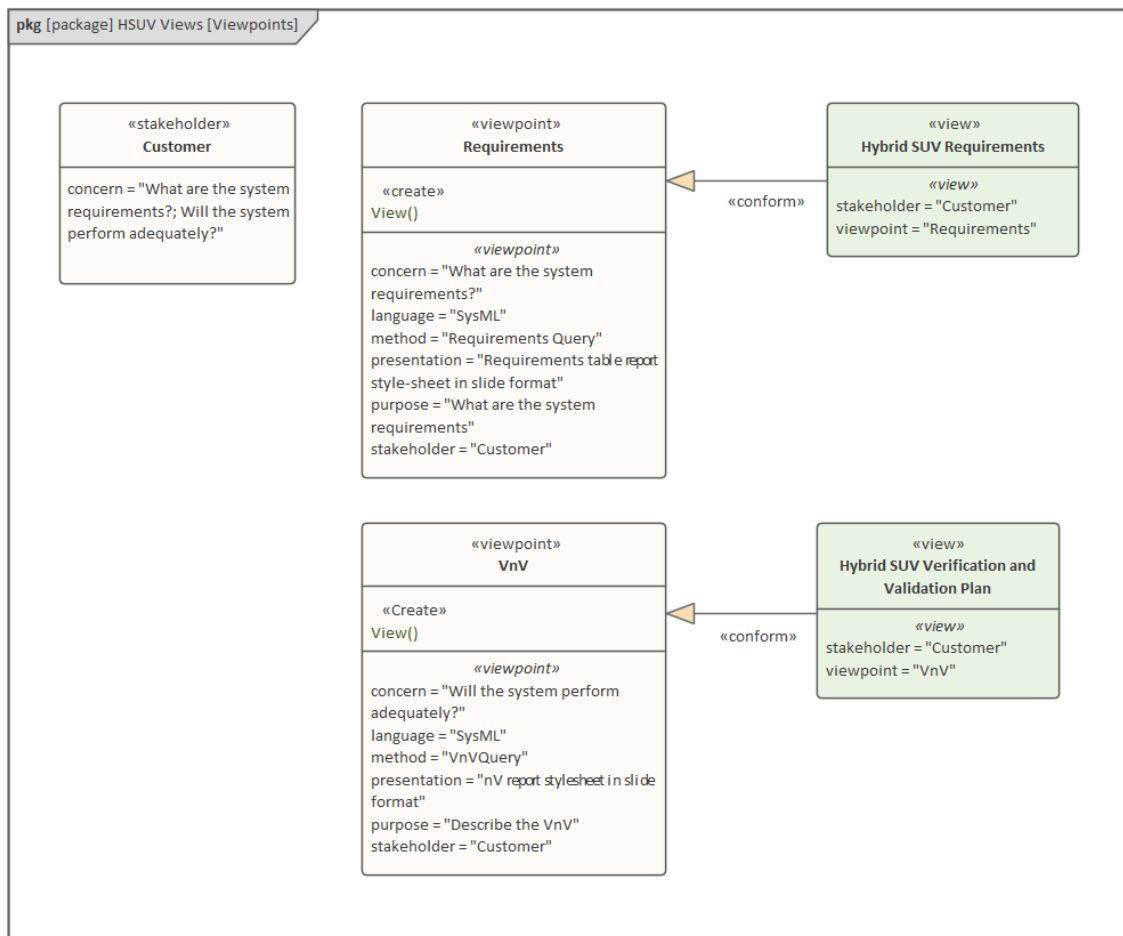 pkg [package] HSUV Views [Viewpoints]
«stakeholder»
Customer
concern = "What are the system
requirements?; Will the system
perform adequately?"
«viewpoint»
Requirements
«create»
View()
«viewpoint»
concern = "What are the system
requirements?"
language = "SysML"
method = "Requirements Query"
presentation = "Requirements table report
style-sheet in slide format"
purpose = "What are the system
requirements"
stakeholder = "Customer"
«conform»
«view»
Hybrid SUV Requirements
«view»
stakeholder = "Customer"
viewpoint = "Requirements"
«viewpoint»
VnV
«Create»
View()
«viewpoint»
concern = "Will the system perform
adequately?"
language = "SysML"
method = "VnVQuery"
presentation = "nV report stylesheet in slide
format"
purpose = "Describe the VnV"
stakeholder = "Customer"
«conform»
«view»
Hybrid SUV Verification and
Validation Plan
«view»
stakeholder = "Customer"
viewpoint = "VnV"